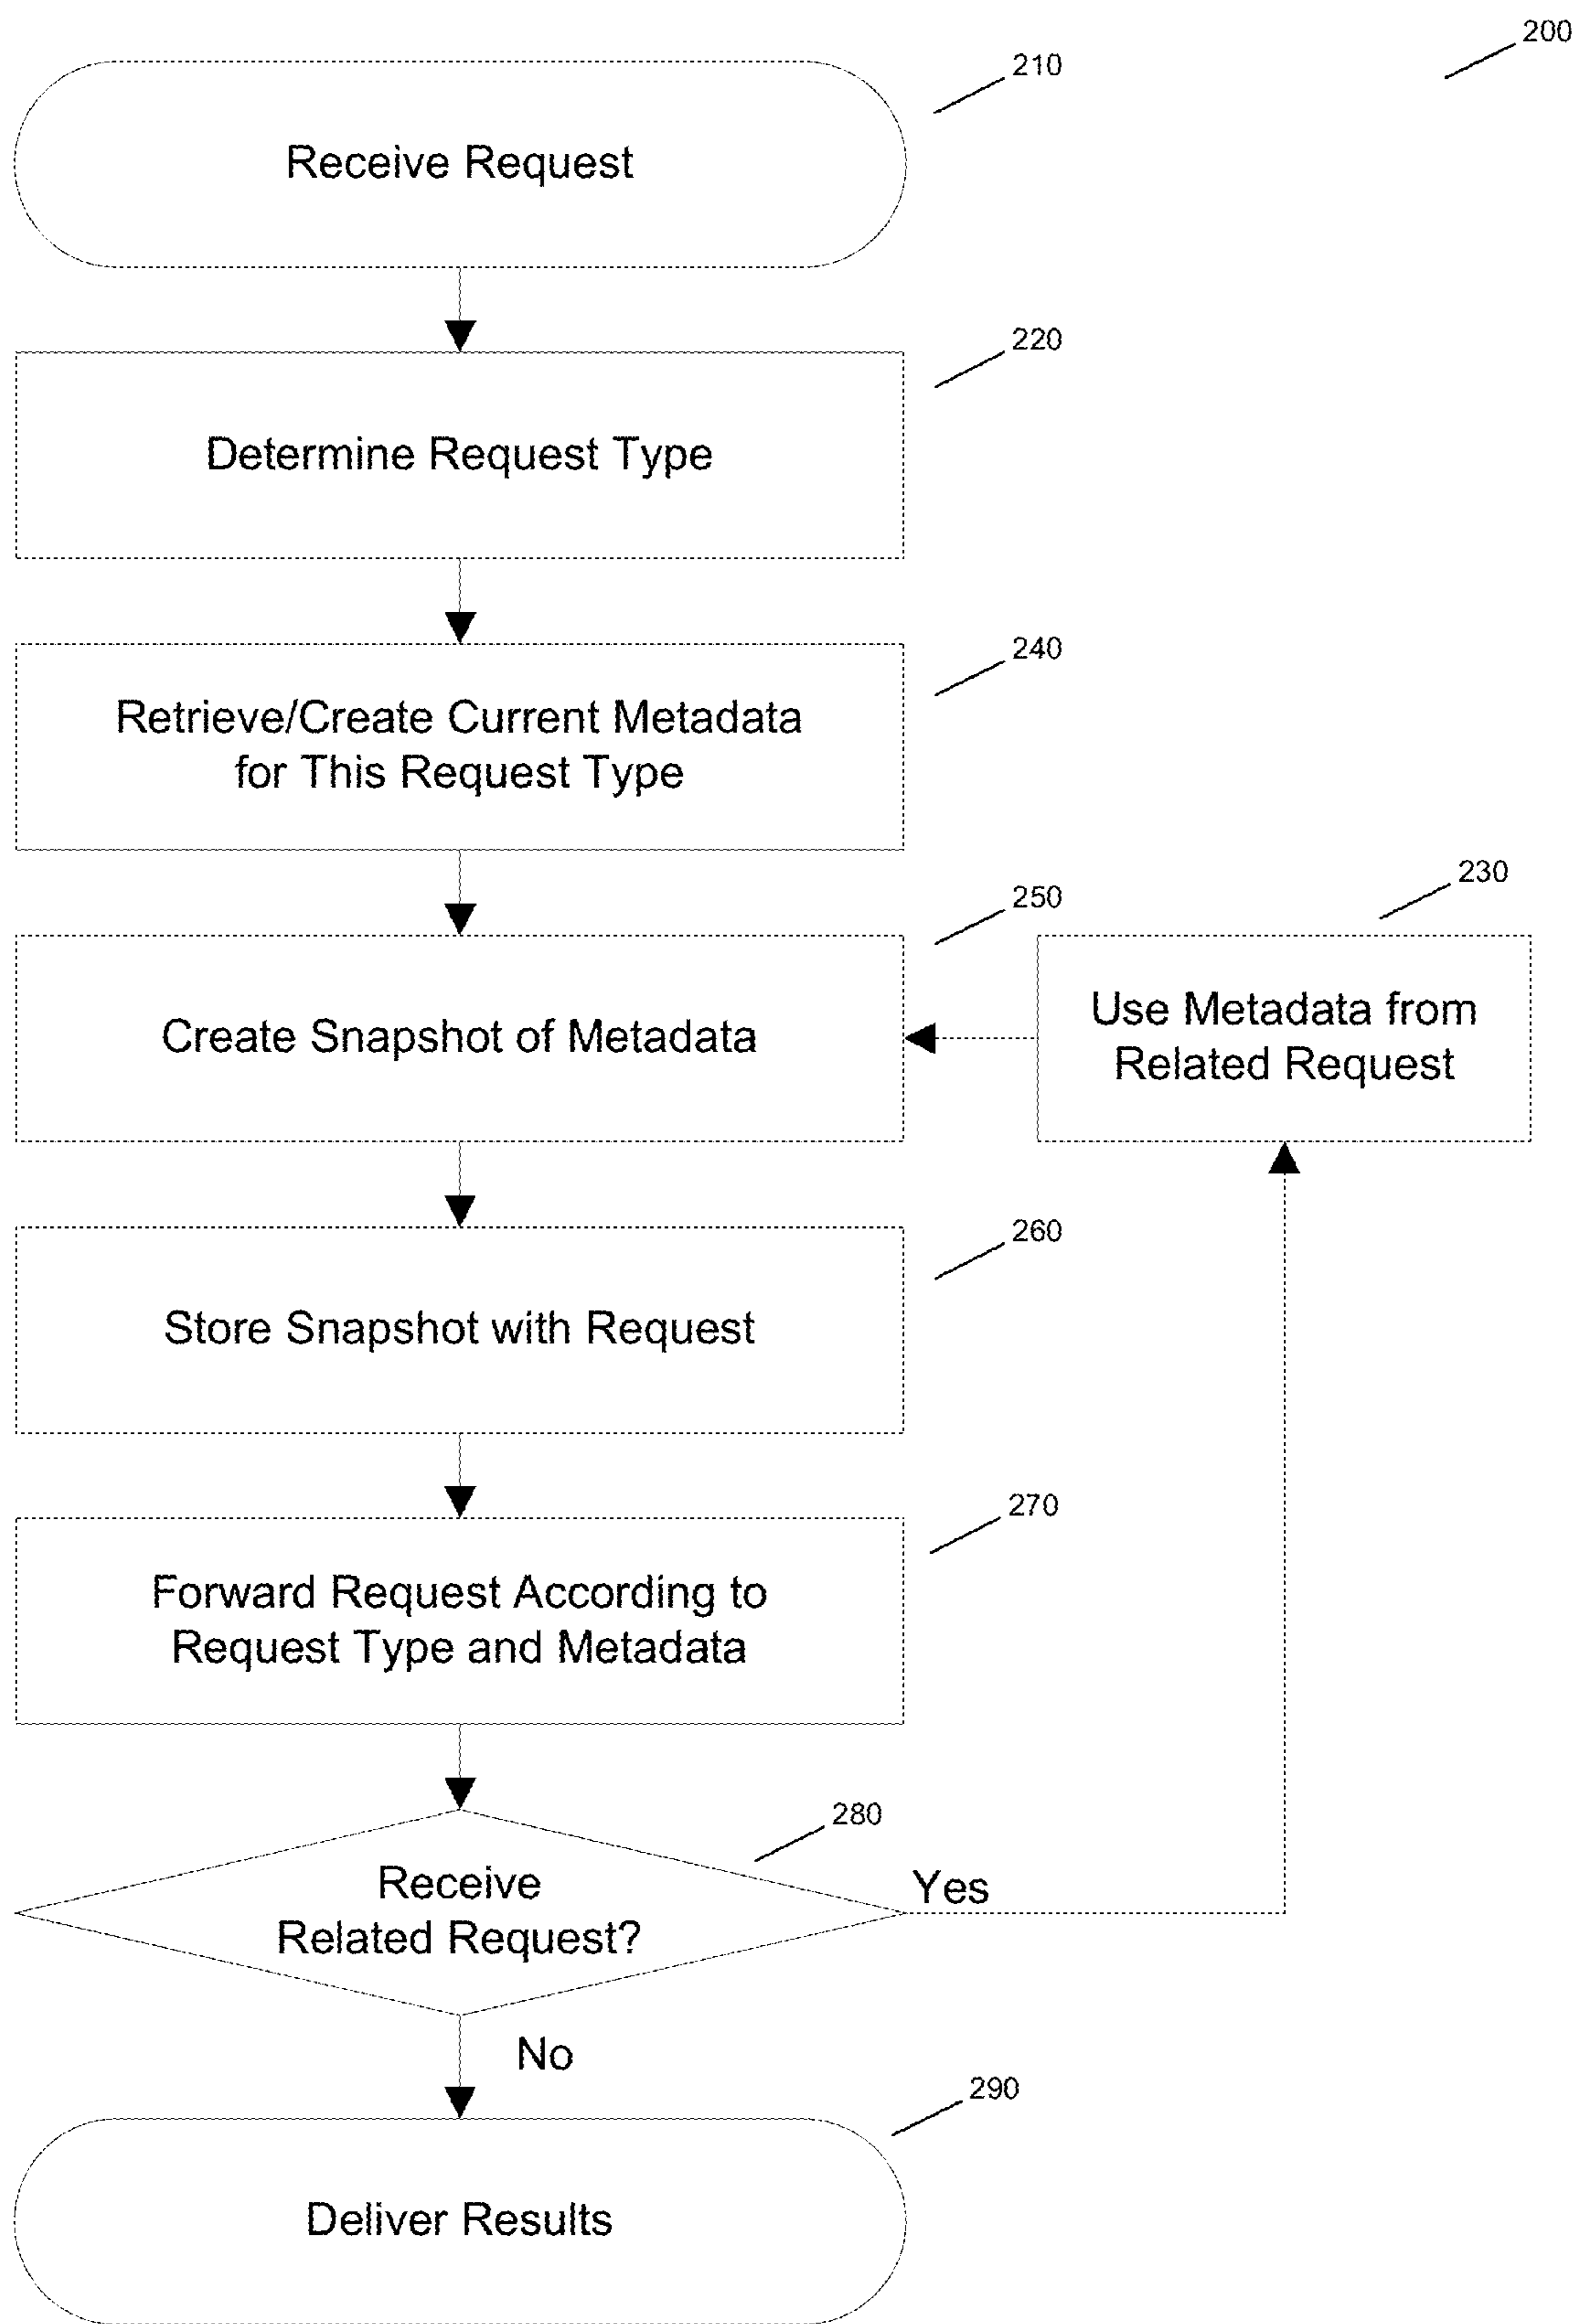 200
210
Receive Request
220
Determine Request Type
240
Retrieve/Create Current Metadata
for This Request Type
230
250
Use Metadata from
Related Request
Create Snapshot of Metadata
260
Store Snapshot with Request
270
Forward Request According to
Request Type and Metadata
280
Receive
Related Request?
Yes
No
290
Deliver Results